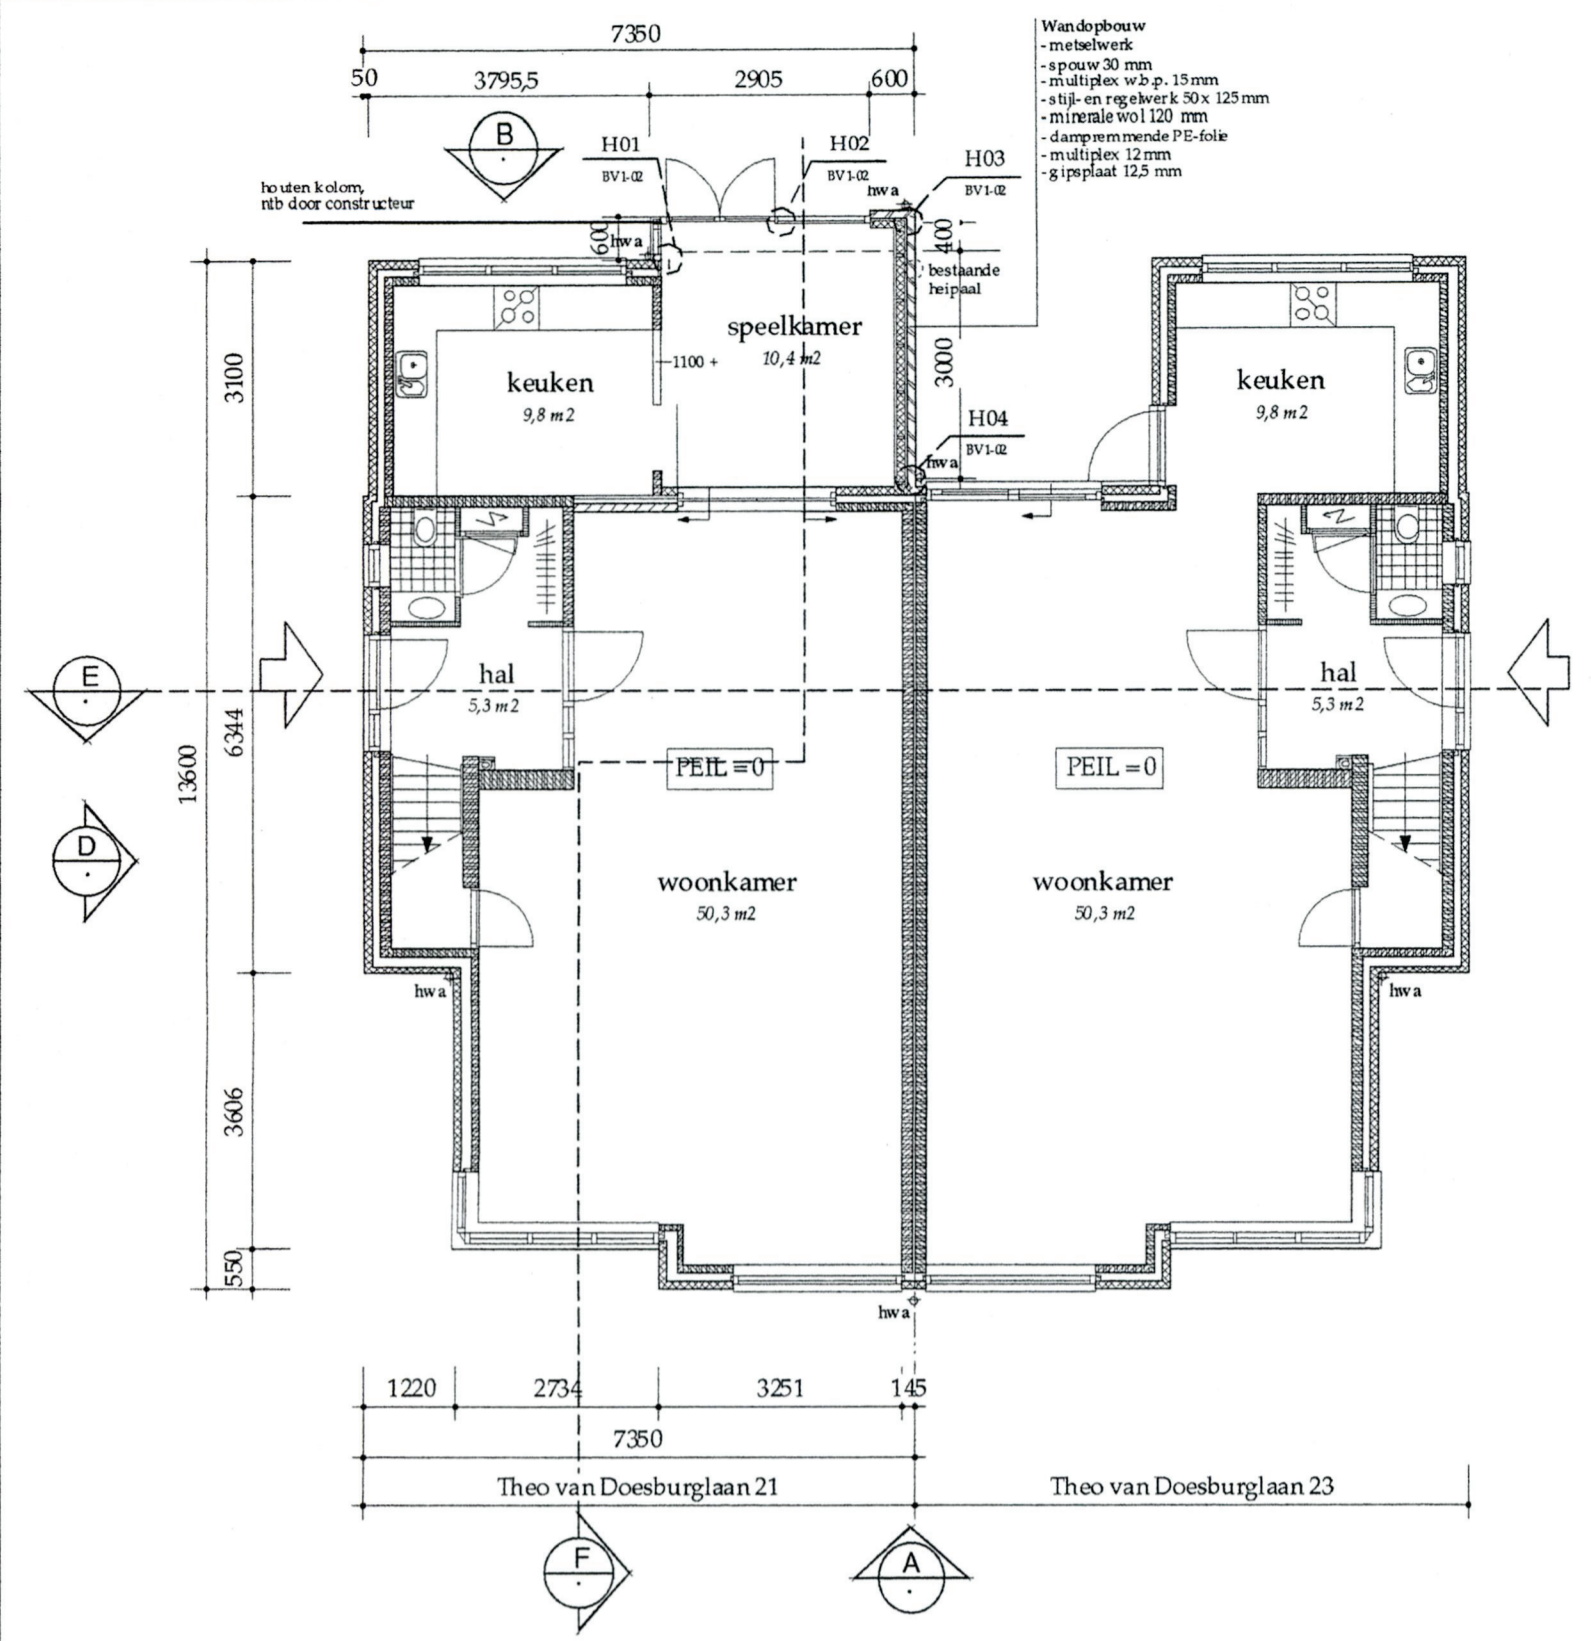 7350
50 3795,5 2905 600
Wandopbouw
- metselwerk
- spouw 30 mm
- multiplex w.b.p. 15 mm
- stijl- en regelwerk 50 x 125 mm
- minerale wol 120 mm
- dampremmende PE-folie
- multiplex 12 mm
- gipsplaat 12,5 mm
B
H01
BV1-02
H02
BV1-02
H03
BV1-02
hwa
houten kolom,
ntb door constructeur
600
hwa
400
bestaande
heipaal
speelkamer
10,4 m2
1100 +
3000
3100
keuken
9,8 m2
keuken
9,8 m2
H04
BV1-02
hwa
E
hal
5,3 m2
hal
5,3 m2
6344
13600
PEIL = 0
PEIL = 0
D
woonkamer
50,3 m2
woonkamer
50,3 m2
hwa
hwa
3606
550
hwa
1220 2734 3251 145
7350
Theo van Doesburglaan 21
Theo van Doesburglaan 23
F
A